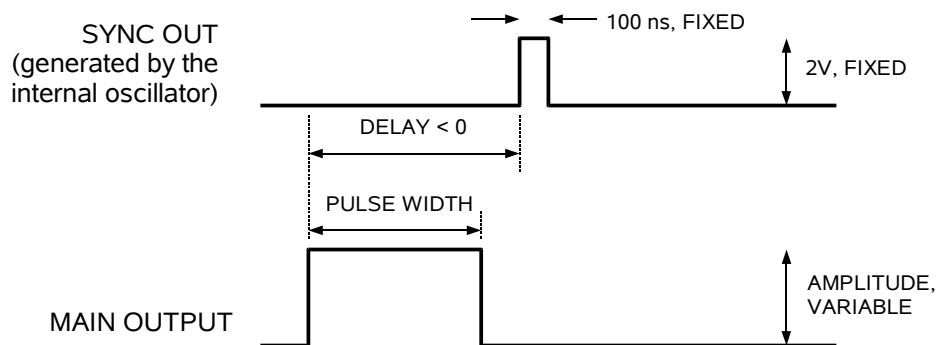 100 ns, FIXED
SYNC OUT
(generated by the
internal oscillator)
2V, FIXED
DELAY < 0
PULSE WIDTH
AMPLITUDE,
VARIABLE
MAIN OUTPUT